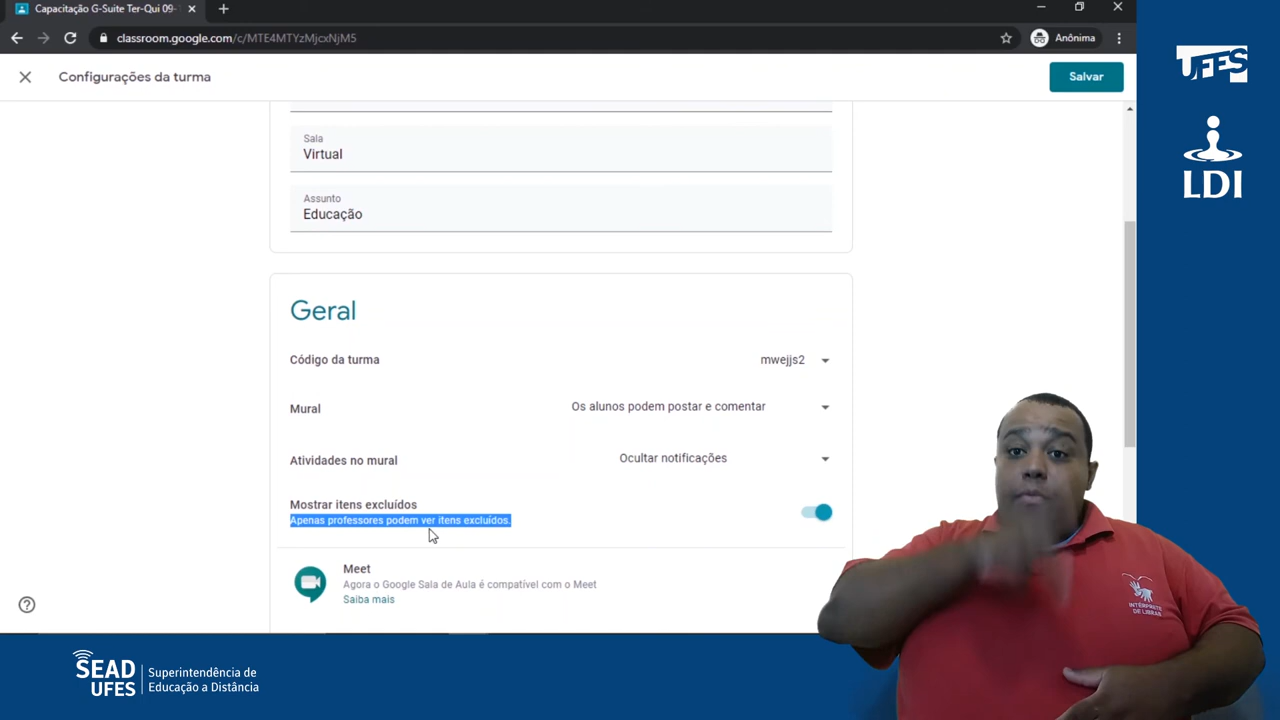 Capacitação G-Suite Ter-Qui 09-
classroom.google.com/c/MTE4MTYzMjcxNjM5
Anônima
Configurações da turma
Salvar
Sala
Virtual
Assunto
Educação
Geral
Código da turma
mwejjs2
Mural
Os alunos podem postar e comentar
Atividades no mural
Ocultar notificações
Mostrar itens excluídos
Apenas professores podem ver itens excluídos.
Meet
Agora o Google Sala de Aula é compatível com o Meet
Saiba mais
UFES
LDI
INTÉRPRETE
DE LIBRAS
SEAD
UFES
Superintendência de
Educação a Distância